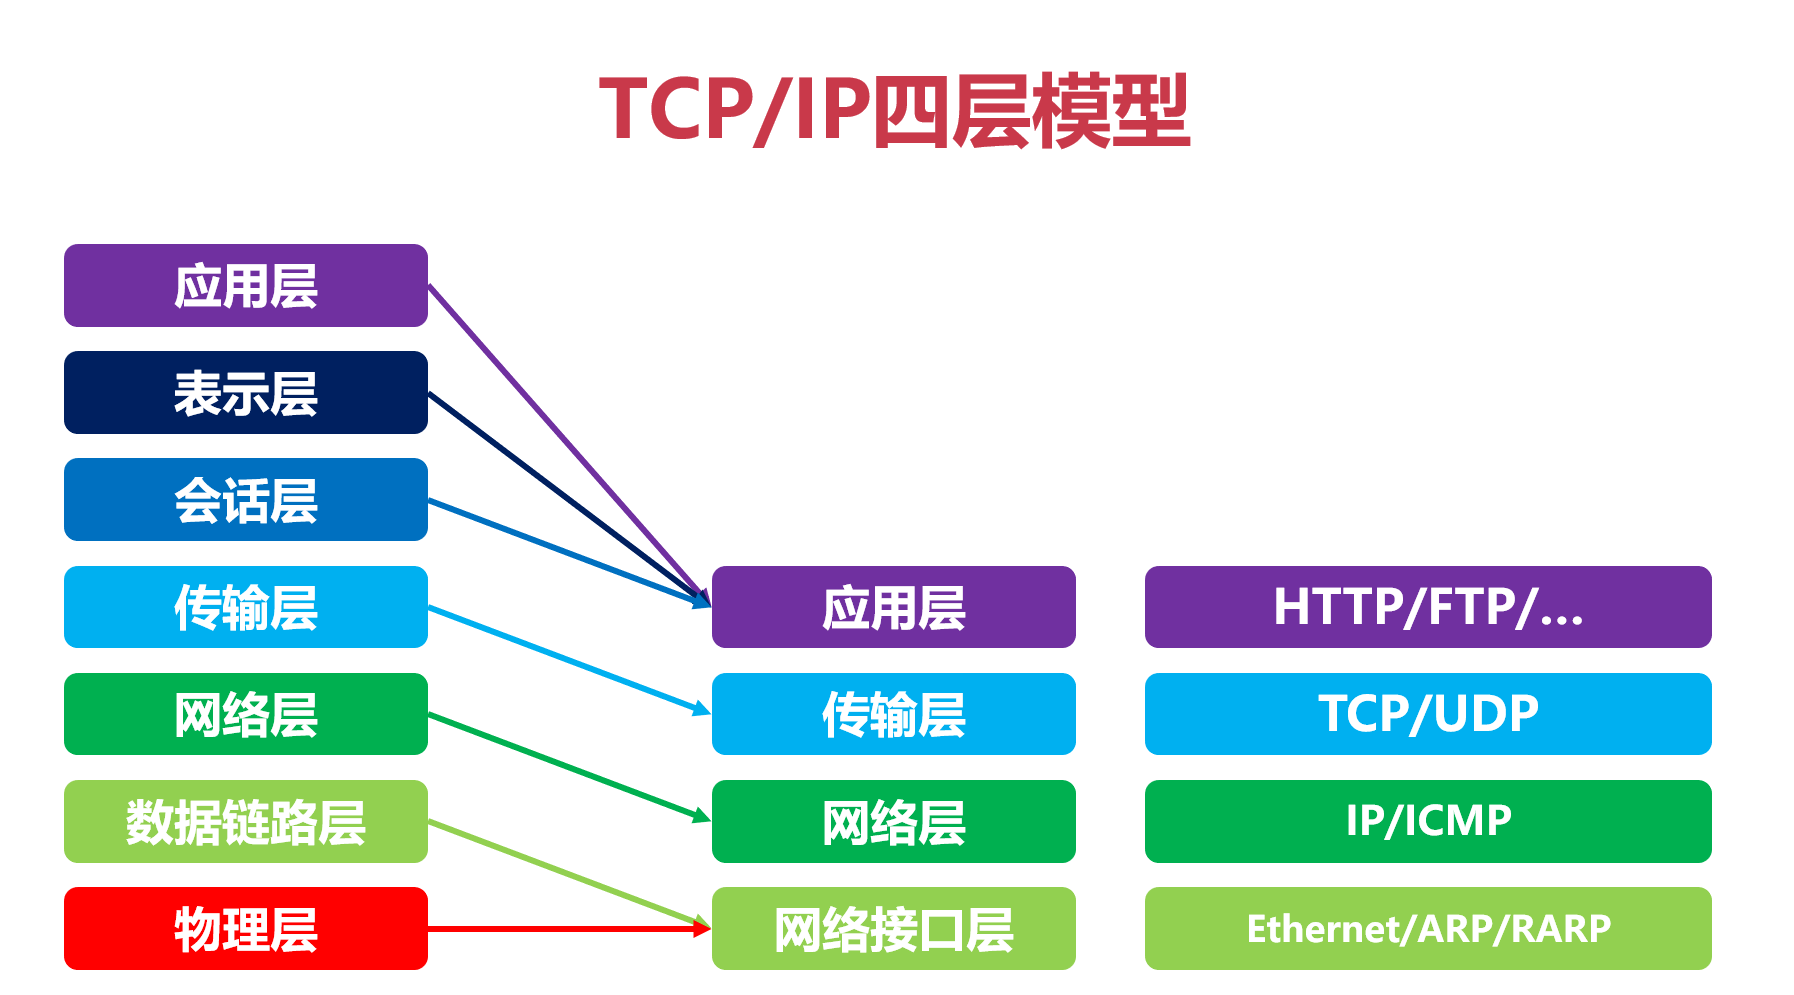 TCP/IP四层模型
应用层
表示层
会话层
传输层
网络层
数据链路层
物理层
应用层
传输层
网络层
网络接口层
HTTP/FTP/...
TCP/UDP
IP/ICMP
Ethernet/ARP/RARP